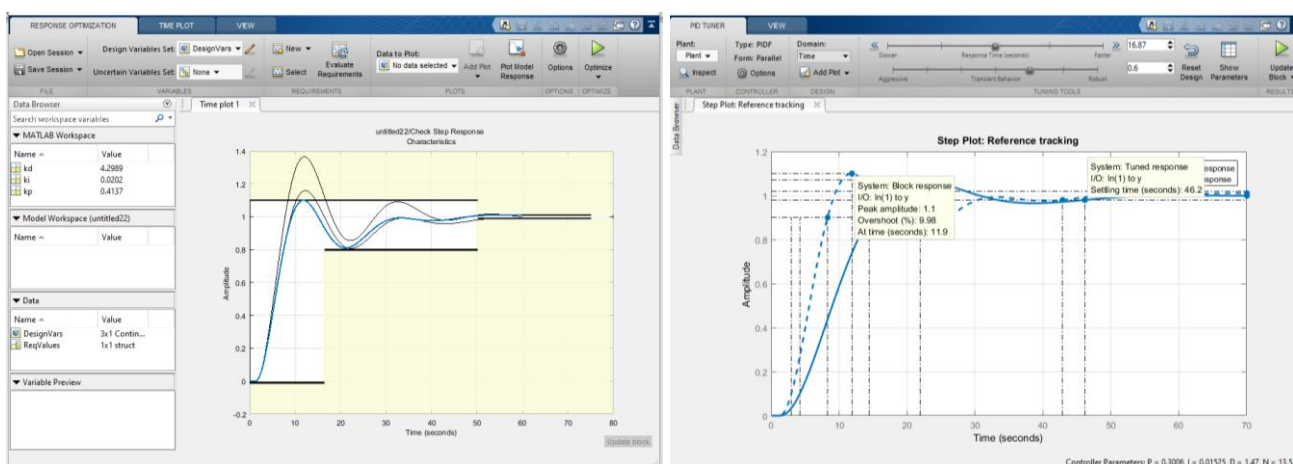 RESPONSE OPTIMIZATION TIME PLOT VIEW
Open Session
Save Session
FILE
Design Variables Set: DesignVars
Uncertain Variables Set: None
VARIABLES
New
Select
Evaluate
Requirements
REQUIREMENTS
Data to Plot:
No data selected
Add Plot
Plot Model
Response
PLOTS
Options
OPTIONS
Optimize
OPTIMIZE
Data Browser
Search workspace variables
MATLAB Workspace
Name Value
kd 4.2989
ki 0.0202
kp 0.4137
Model Workspace (untitled22)
Name Value
Data
Name Value
DesignVars 3x1 Contin...
ReqValues 1x1 struct
Variable Preview
Time plot 1
untitled22/Check Step Response
Characteristics
Amplitude
1.4
1.2
1
0.8
0.6
0.4
0.2
0
-0.2
0 10 20 30 40 50 60 70 80
Time (seconds)
Update block
PID TUNER VIEW
Plant:
Plant
Inspect
PLANT
Type: PIDF
Form: Parallel
Options
CONTROLLER
Domain:
Time
Add Plot
DESIGN
Slower Response Time (seconds) Faster 16.87
Aggressive Transient Behavior Robust 0.6
TUNING TOOLS
Reset
Design
Show
Parameters
Update
Block
RESULTS
Data Browser
Step Plot: Reference tracking
Step Plot: Reference tracking
Amplitude
1.2
1
0.8
0.6
0.4
0.2
0
System: Block response
I/O: In(1) to y
Peak amplitude: 1.1
Overshoot (%): 9.98
At time (seconds): 11.9
System: Tuned response
I/O: In(1) to y
Settling time (seconds): 46.2
0 10 20 30 40 50 60 70
Time (seconds)
Controller Parameters: P = 0.3006, I = 0.01525, D = 1.47, N = 13.5